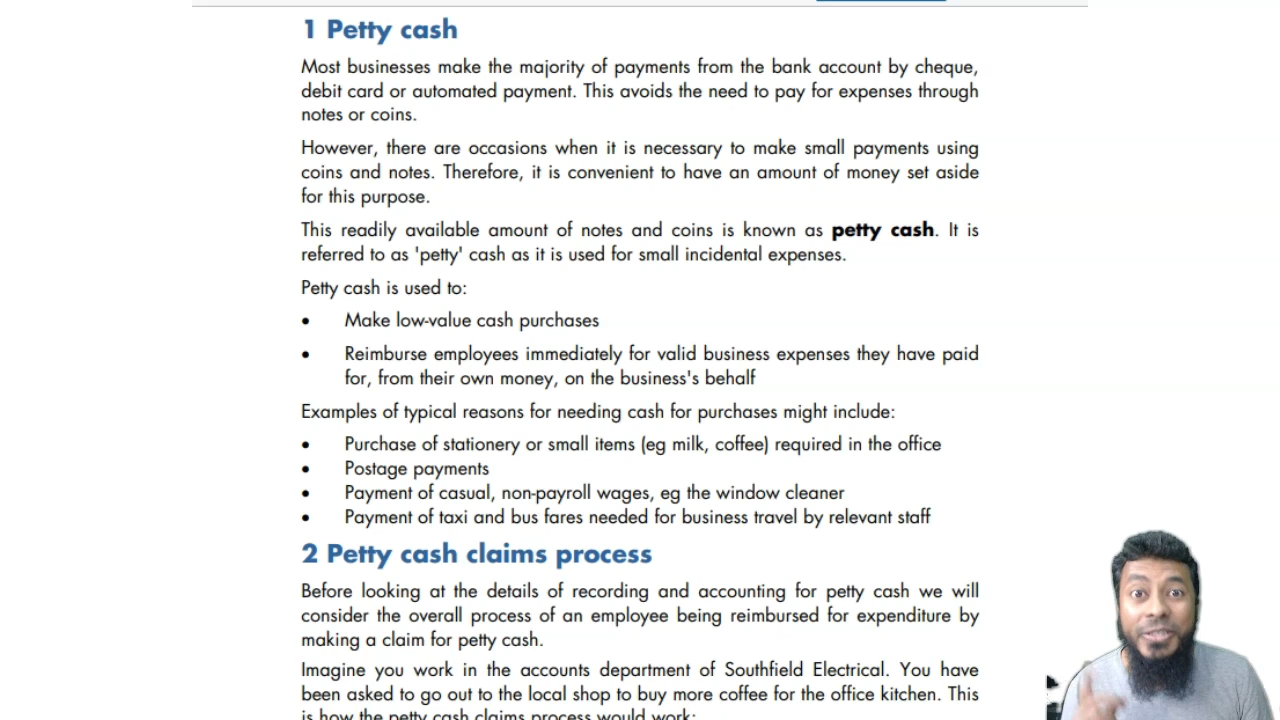 1 Petty cash
Most businesses make the majority of payments from the bank account by cheque,
debit card or automated payment. This avoids the need to pay for expenses through
notes or coins.
However, there are occasions when it is necessary to make small payments using
coins and notes. Therefore, it is convenient to have an amount of money set aside
for this purpose.
This readily available amount of notes and coins is known as petty cash. It is
referred to as 'petty' cash as it is used for small incidental expenses.
Petty cash is used to:
• Make low-value cash purchases
• Reimburse employees immediately for valid business expenses they have paid
for, from their own money, on the business's behalf
Examples of typical reasons for needing cash for purchases might include:
• Purchase of stationery or small items (eg milk, coffee) required in the office
• Postage payments
• Payment of casual, non-payroll wages, eg the window cleaner
• Payment of taxi and bus fares needed for business travel by relevant staff
2 Petty cash claims process
Before looking at the details of recording and accounting for petty cash we will
consider the overall process of an employee being reimbursed for expenditure by
making a claim for petty cash.
Imagine you work in the accounts department of Southfield Electrical. You have
been asked to go out to the local shop to buy more coffee for the office kitchen. This
is how the petty cash claims process would work: